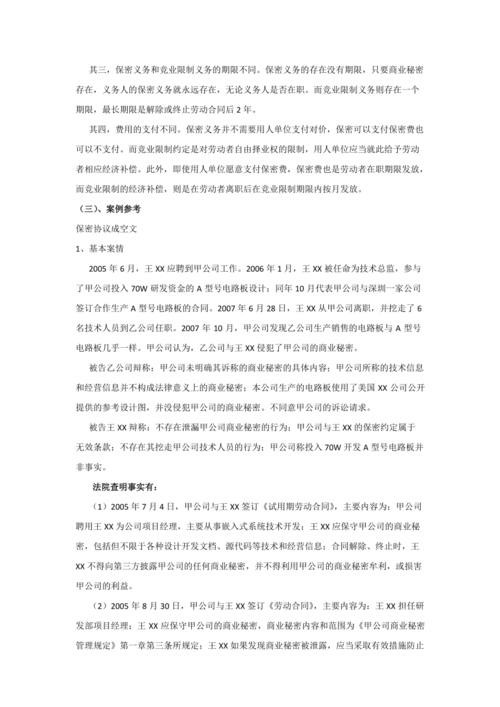 其三，保密义务和竞业限制义务的期限不同。保密义务的存在没有期限，只要商业秘密
存在，义务人的保密义务就永远存在，无论义务人是否在职。而竞业限制义务则存在一个
期限，最长期限是解除或终止劳动合同后 2 年。
其四，费用的支付不同。保密义务并不需要用人单位支付对价，保密可以支付保密费也
可以不支付。而竞业限制约定是对劳动者自由择业权的限制，用人单位应当就此给予劳动
者相应经济补偿。此外，即使用人单位愿意支付保密费，保密费也是劳动者在职期限发放，
而竞业限制的经济补偿，则是在劳动者离职后在竞业限制期限内按月发放。
（三）、案例参考
保密协议成空文
1、基本案情
2005 年 6 月，王 XX 应聘到甲公司工作。2006 年 1 月，王 XX 被任命为技术总监，参与
了甲公司投入 70W 研发资金的 A 型号电路板设计；同年 10 月代表甲公司与深圳一家公司
签订合作生产 A 型号电路板的合同。2007 年 6 月 28 日，王 XX 从甲公司离职，并挖走了 6
名技术人员到乙公司任职。2007 年 10 月，甲公司发现乙公司生产销售的电路板与 A 型号
电路板几乎一样。甲公司认为，乙公司与王 XX 侵犯了甲公司的商业秘密。
被告乙公司辩称：甲公司未明确其诉称的商业秘密的具体内容；甲公司所称的技术信息
和经营信息并不构成法律意义上的商业秘密；本公司生产的电路板使用了美国 XX 公司公开
提供的参考设计图，并没侵犯甲公司的商业秘密。不同意甲公司的诉讼请求。
被告王 XX 辩称：不存在泄漏甲公司商业秘密的行为；甲公司与王 XX 的保密约定属于
无效条款；不存在其挖走甲公司技术人员的行为；甲公司称投入 70W 开发 A 型号电路板并
非事实。
法院查明事实有：
（1）2005 年 7 月 4 日，甲公司与王 XX 签订《试用期劳动合同》，主要内容为：甲公司
聘用王 XX 为公司项目经理，主要从事嵌入式系统技术开发；王 XX 应保守甲公司的商业秘
密，包括但不限于各种设计开发文档、源代码等技术和经营信息；合同解除、终止时，王
XX 不得向第三方披露甲公司的任何商业秘密，并不得利用甲公司的商业秘密牟利，或损害
甲公司的利益。
（2）2005 年 8 月 30 日，甲公司与王 XX 签订《劳动合同》，主要内容为：王 XX 担任研
发部项目经理；王 XX 应保守甲公司的商业秘密，商业秘密内容和范围为《甲公司商业秘密
管理规定》第一章第三条所规定；王 XX 如果发现商业秘密被泄露，应当采取有效措施防止